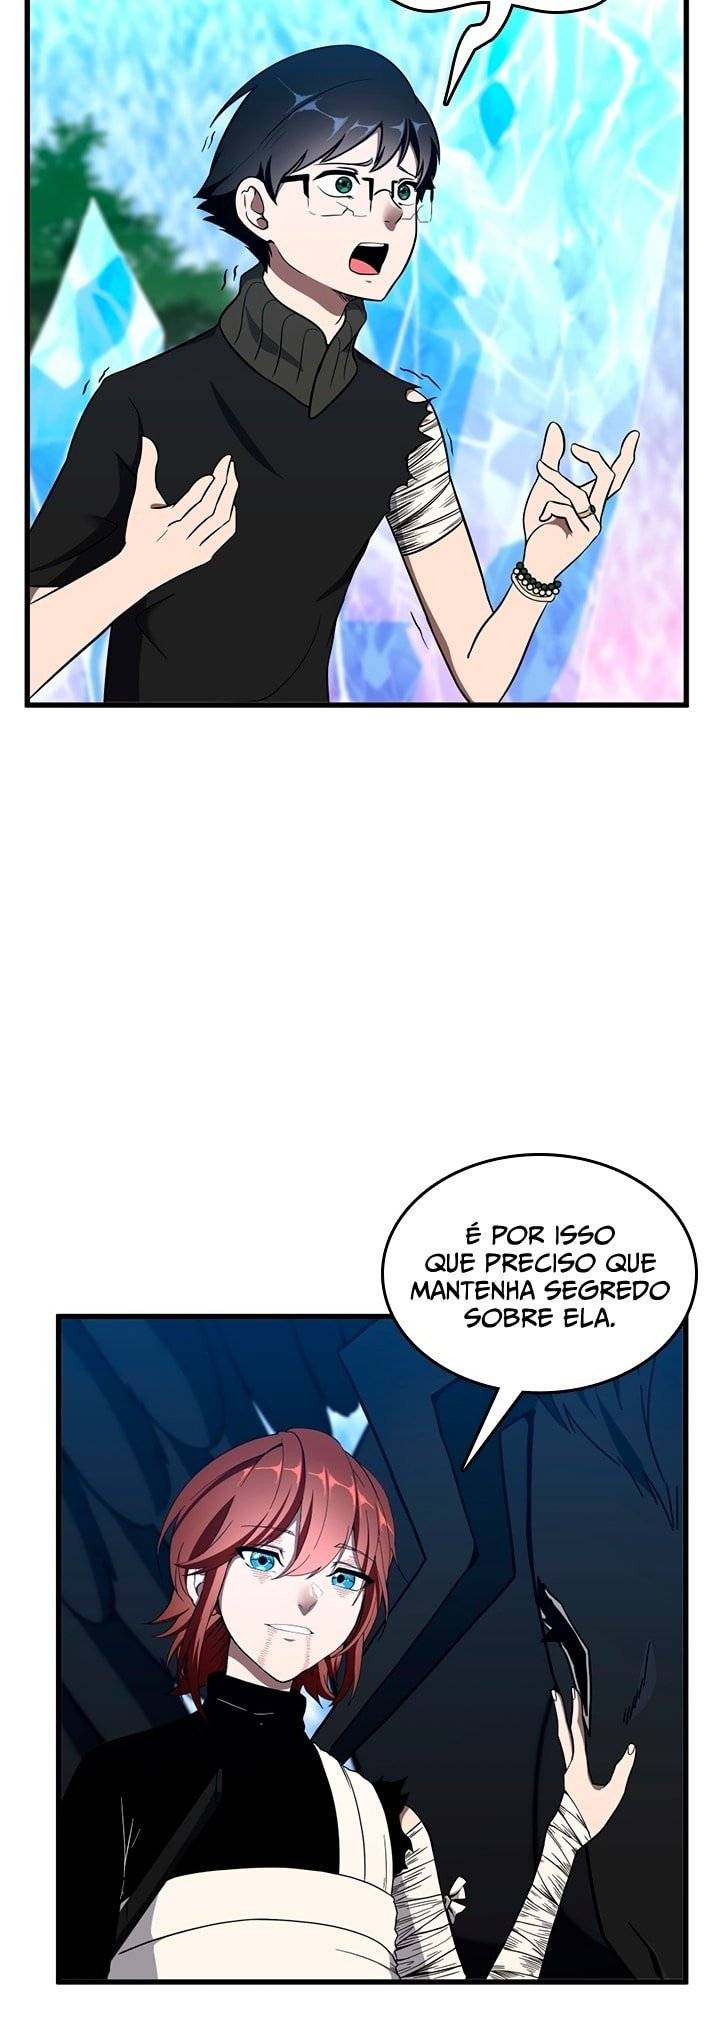 É POR ISSO
QUE PRECISO QUE
MANTENHA SEGREDO
SOBRE ELA.